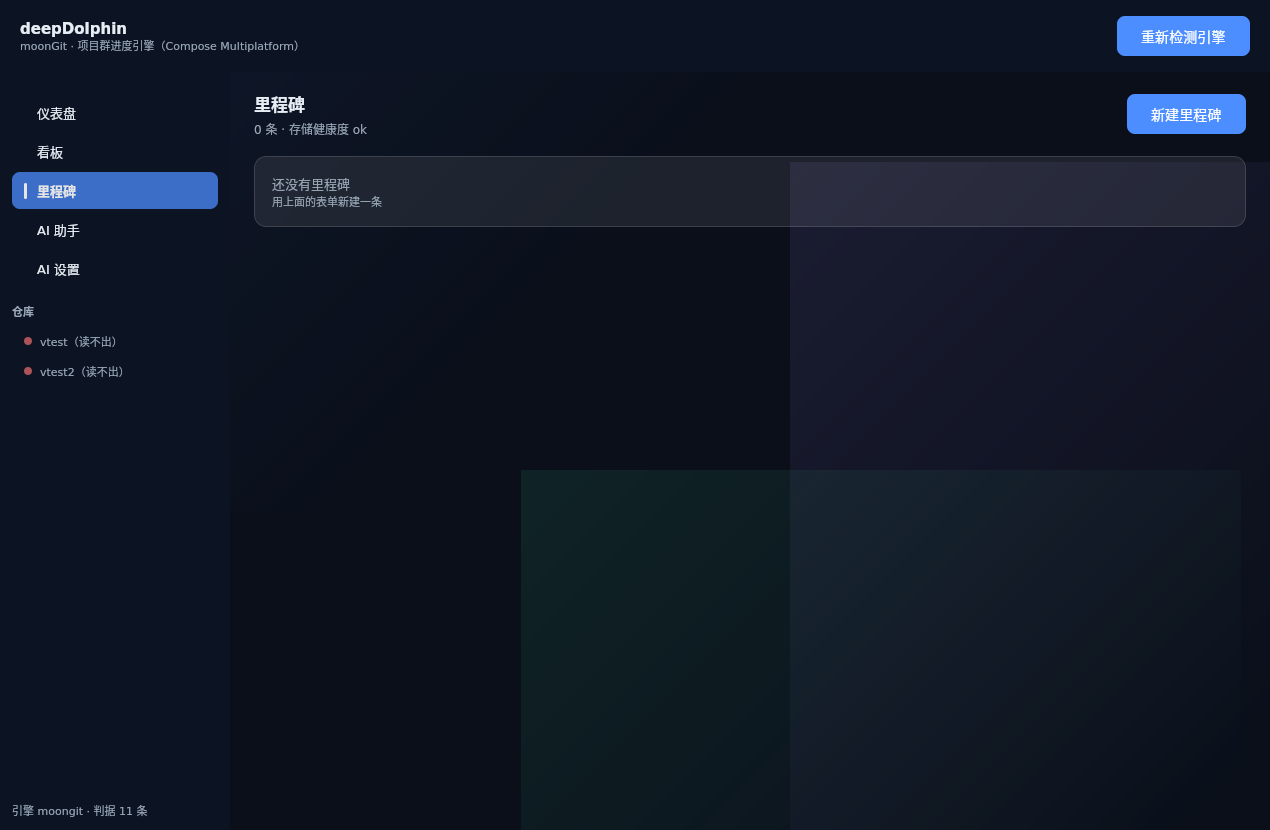 deepDolphin
moonGit · 项目群进度引擎（Compose Multiplatform）
重新检测引擎
仪表盘
看板
里程碑
AI 助手
AI 设置
仓库
vtest（读不出）
vtest2（读不出）
引擎 moongit · 判据 11 条
里程碑
0 条 · 存储健康度 ok
新建里程碑
还没有里程碑
用上面的表单新建一条